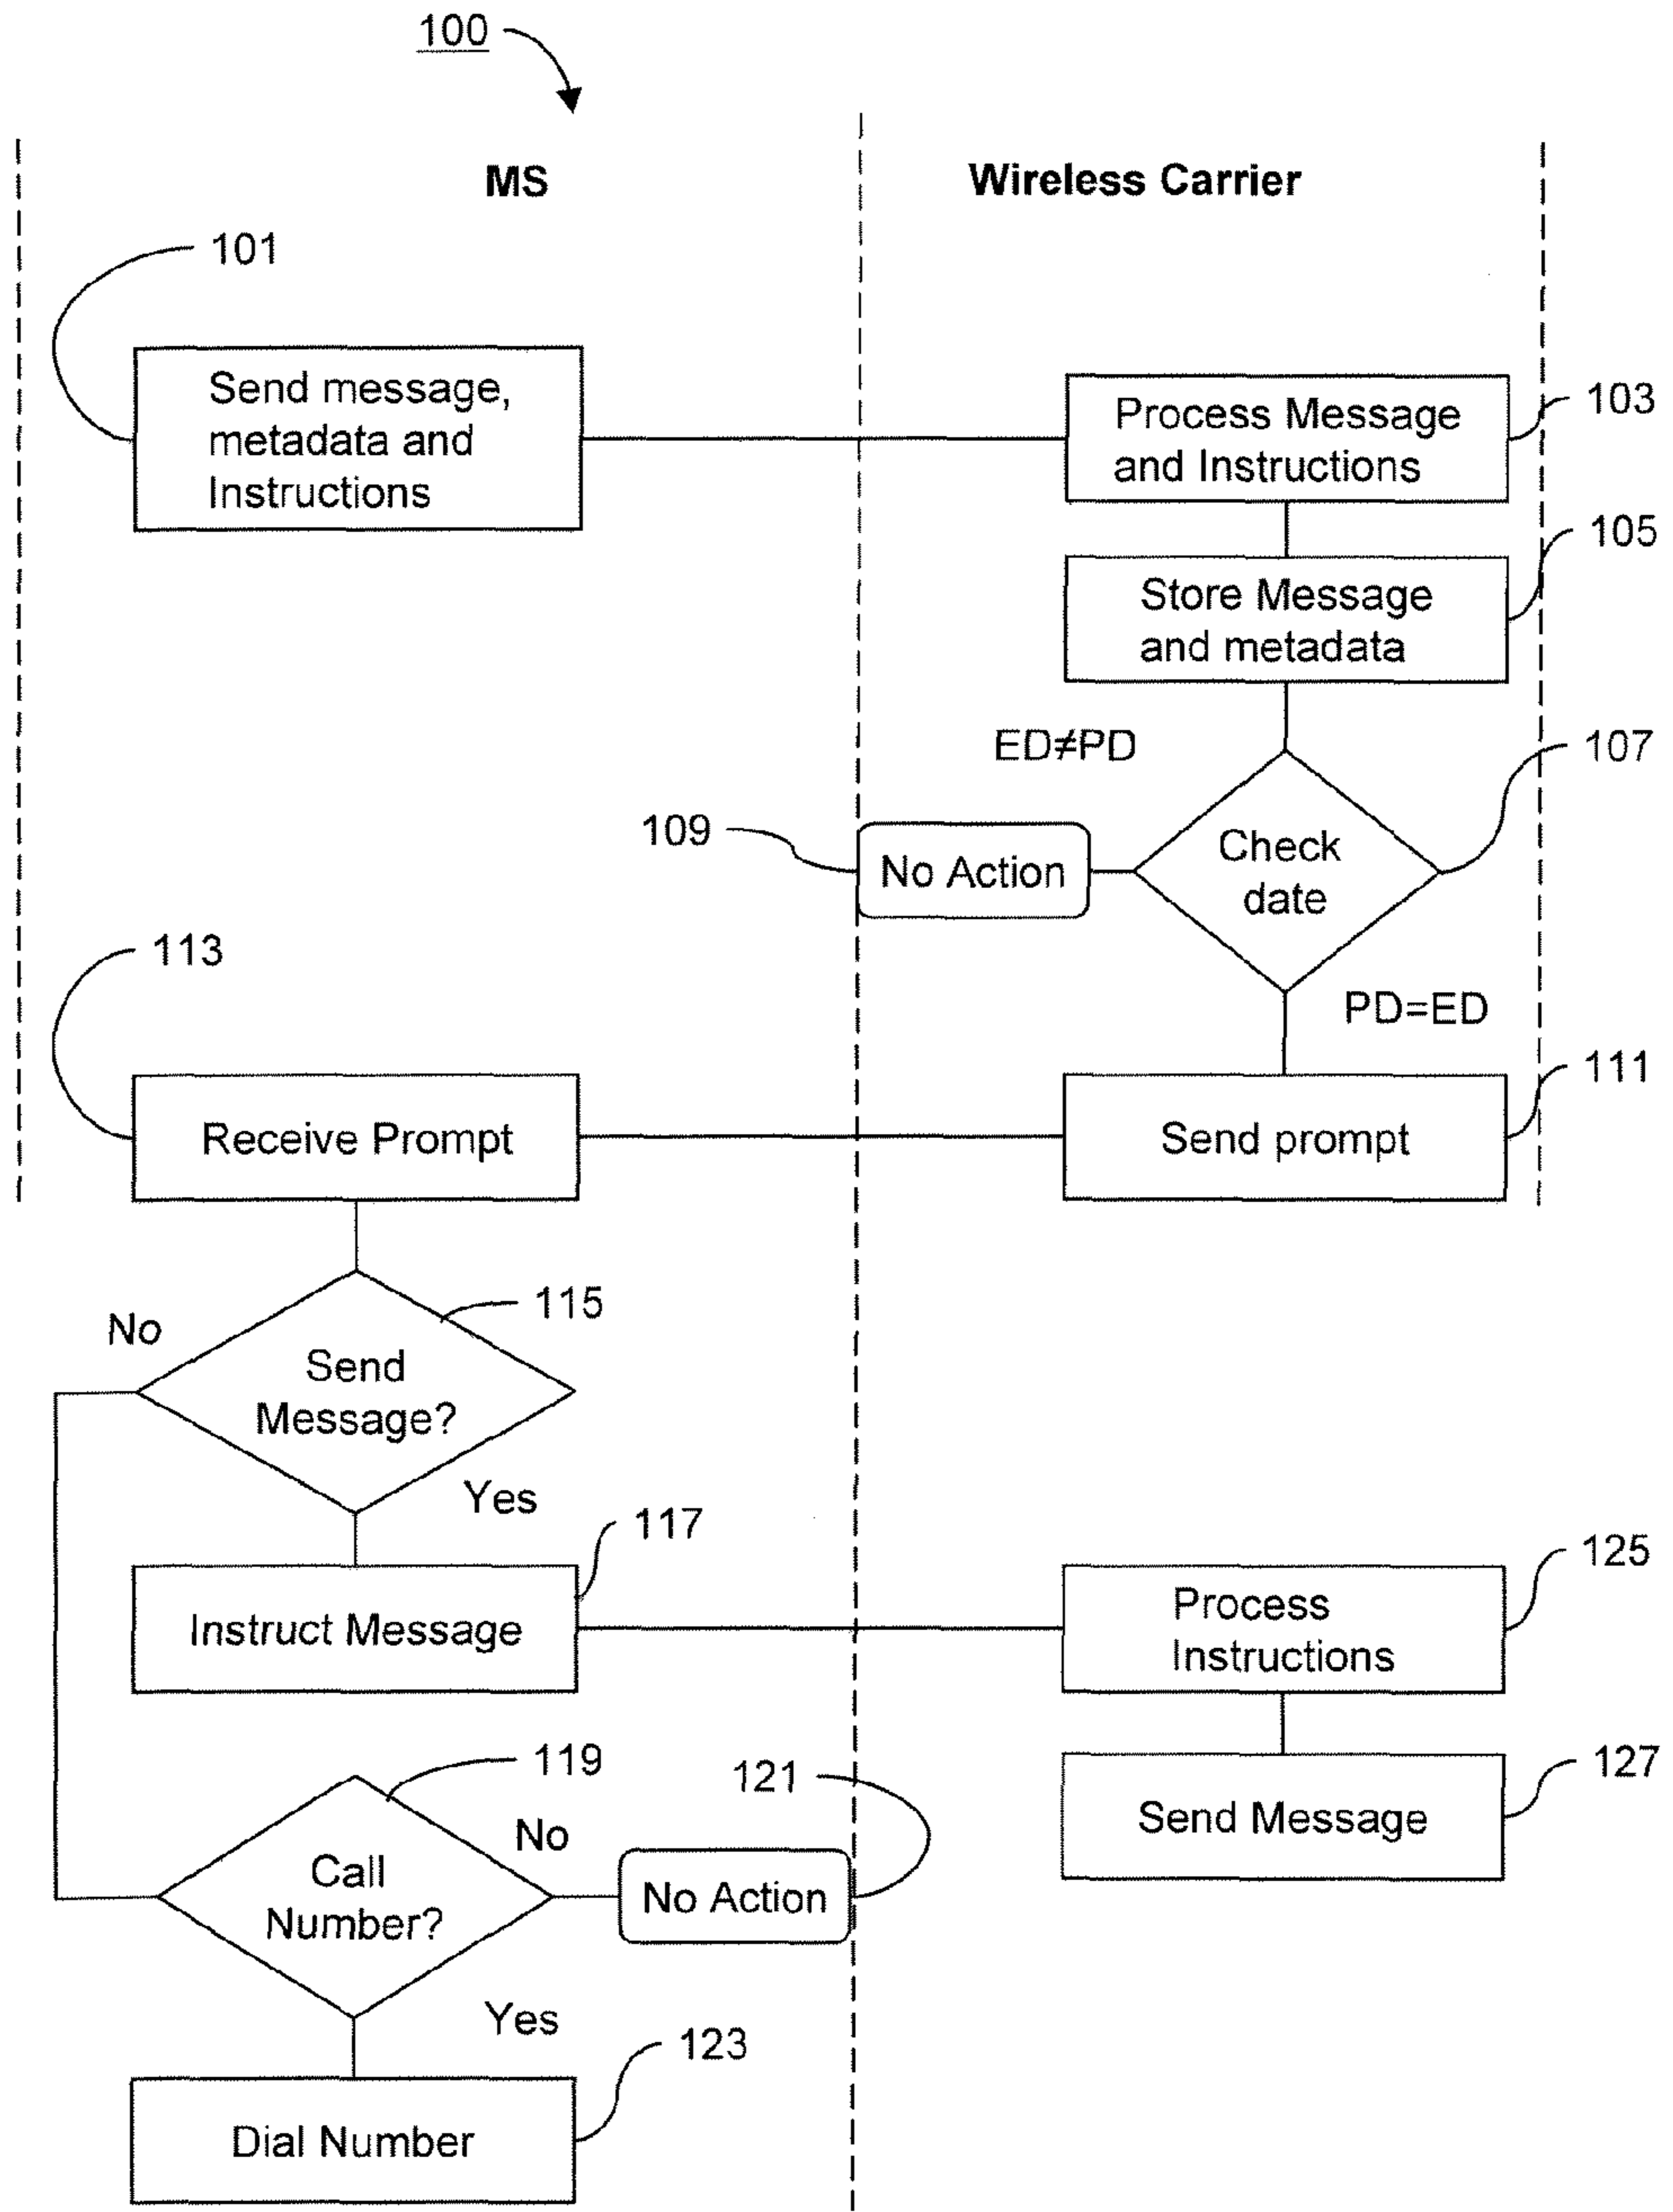 100
MS
Wireless Carrier
101
Send message,
metadada and
Instructions
Process Message
and Instructions
103
105
Store Message
and metadada
ED≠PD
107
109
No Action
Check
date
113
PD=ED
111
Receive Prompt
Send prompt
115
No
Send
Message?
Yes
117
125
Instruct Message
Process
Instructions
119
121
127
No
Send Message
Call
Number?
No Action
Yes
123
Dial Number